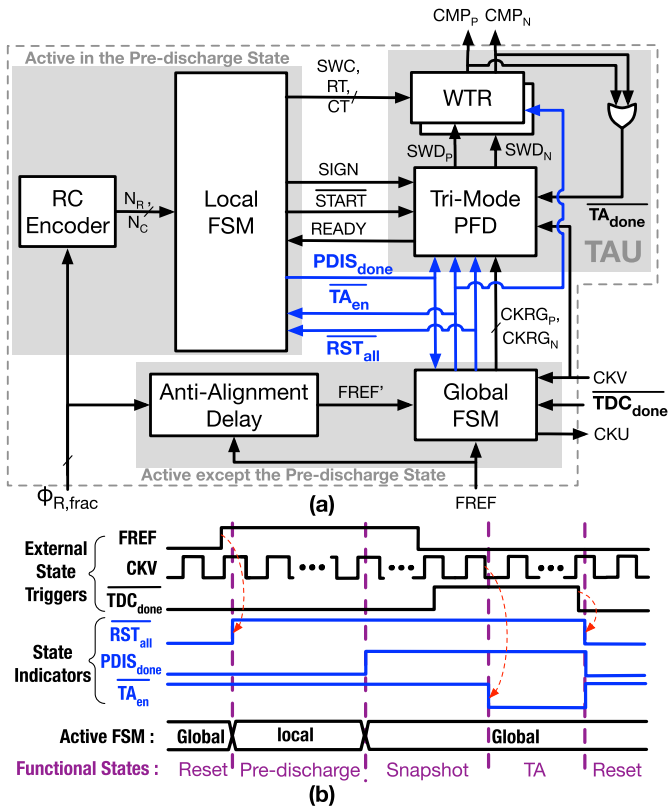 CMP_P CMP_N
Active in the Pre-discharge State
SWC,
RT,
CT
WTR
SWD_P SWD_N
RC
Encoder
N_R,
N_C
Local
FSM
SIGN
START
READY
Tri-Mode
PFD
TA_done
TAU
PDIS_done
TA_en
RST_all
CKRG_P,
CKRG_N
Anti-Alignment
Delay
FREF'
Global
FSM
CKV
TDC_done
CKU
Active except the Pre-discharge State
Φ_R,frac
(a)
FREF
External
State
Triggers
FREF
CKV
TDC_done
State
Indicators
RST_all
PDIS_done
TA_en
Active FSM : Global local Global
Functional States : Reset Pre-discharge Snapshot TA Reset
(b)